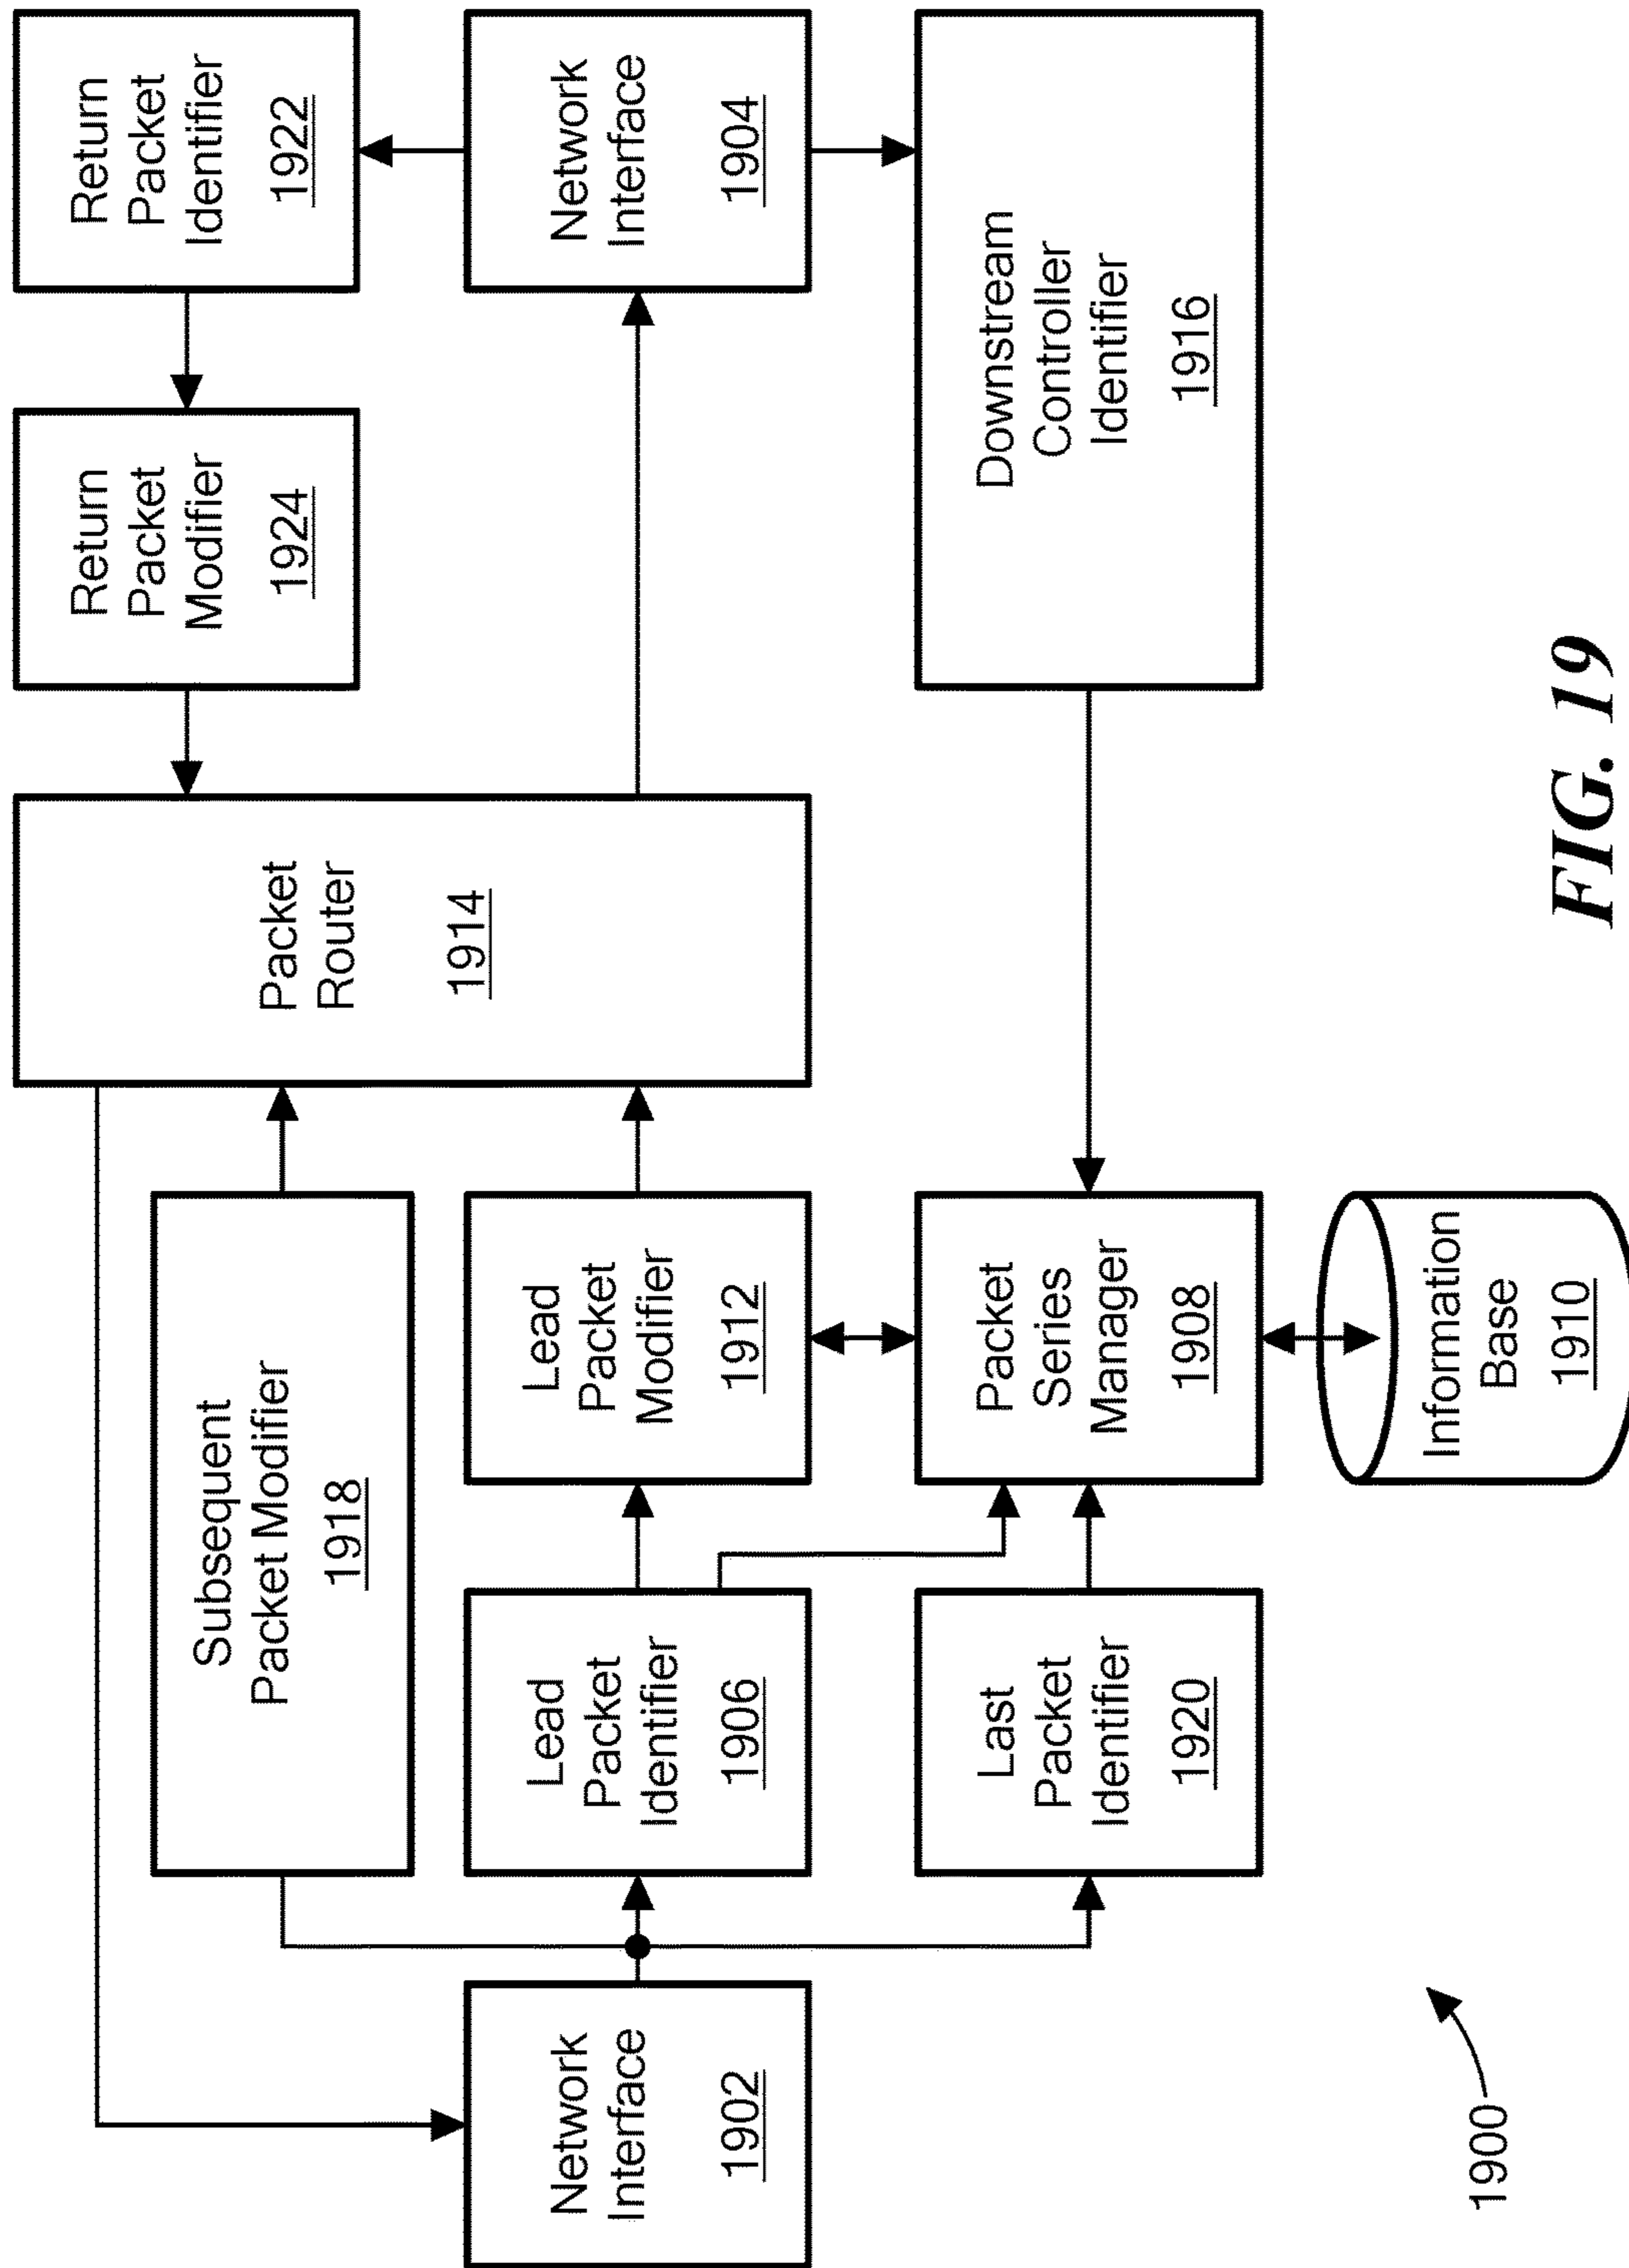 Network
Interface
1902
Subsequent
Packet Modifier
1918
Lead
Packet
Identifier
1906
Last
Packet
Identifier
1920
Lead
Packet
Modifier
1912
Packet
Series
Manager
1908
Information
Base
1910
Packet
Router
1914
Return
Packet
Modifier
1924
Return
Packet
Identifier
1922
Network
Interface
1904
Downstream
Controller
Identifier
1916
1900
FIG. 19